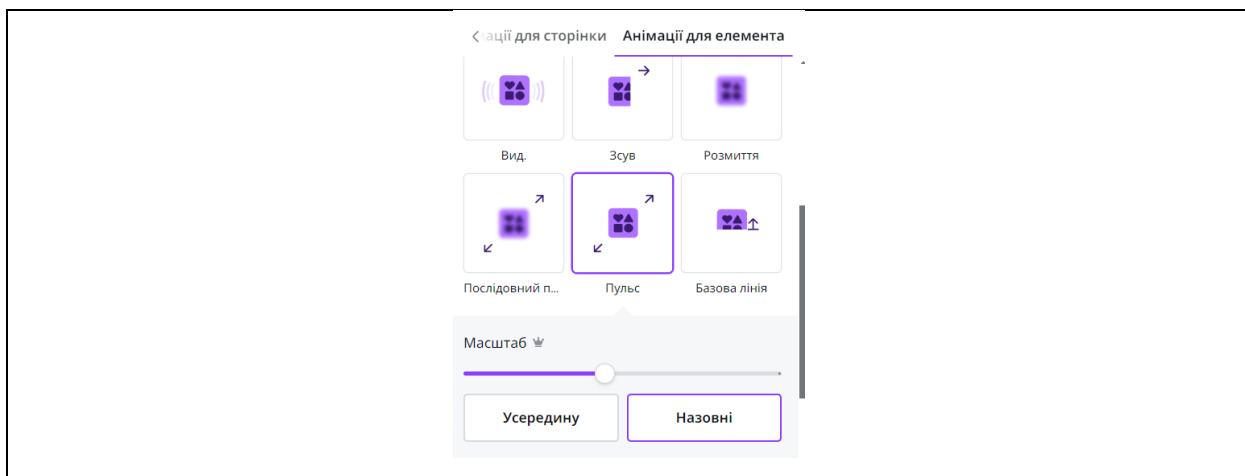 ації для сторінки Анімації для елемента
Вид. Зсув Розмиття
Послідовний п... Пульс Базова лінія
Масштаб
Усередину Назовні